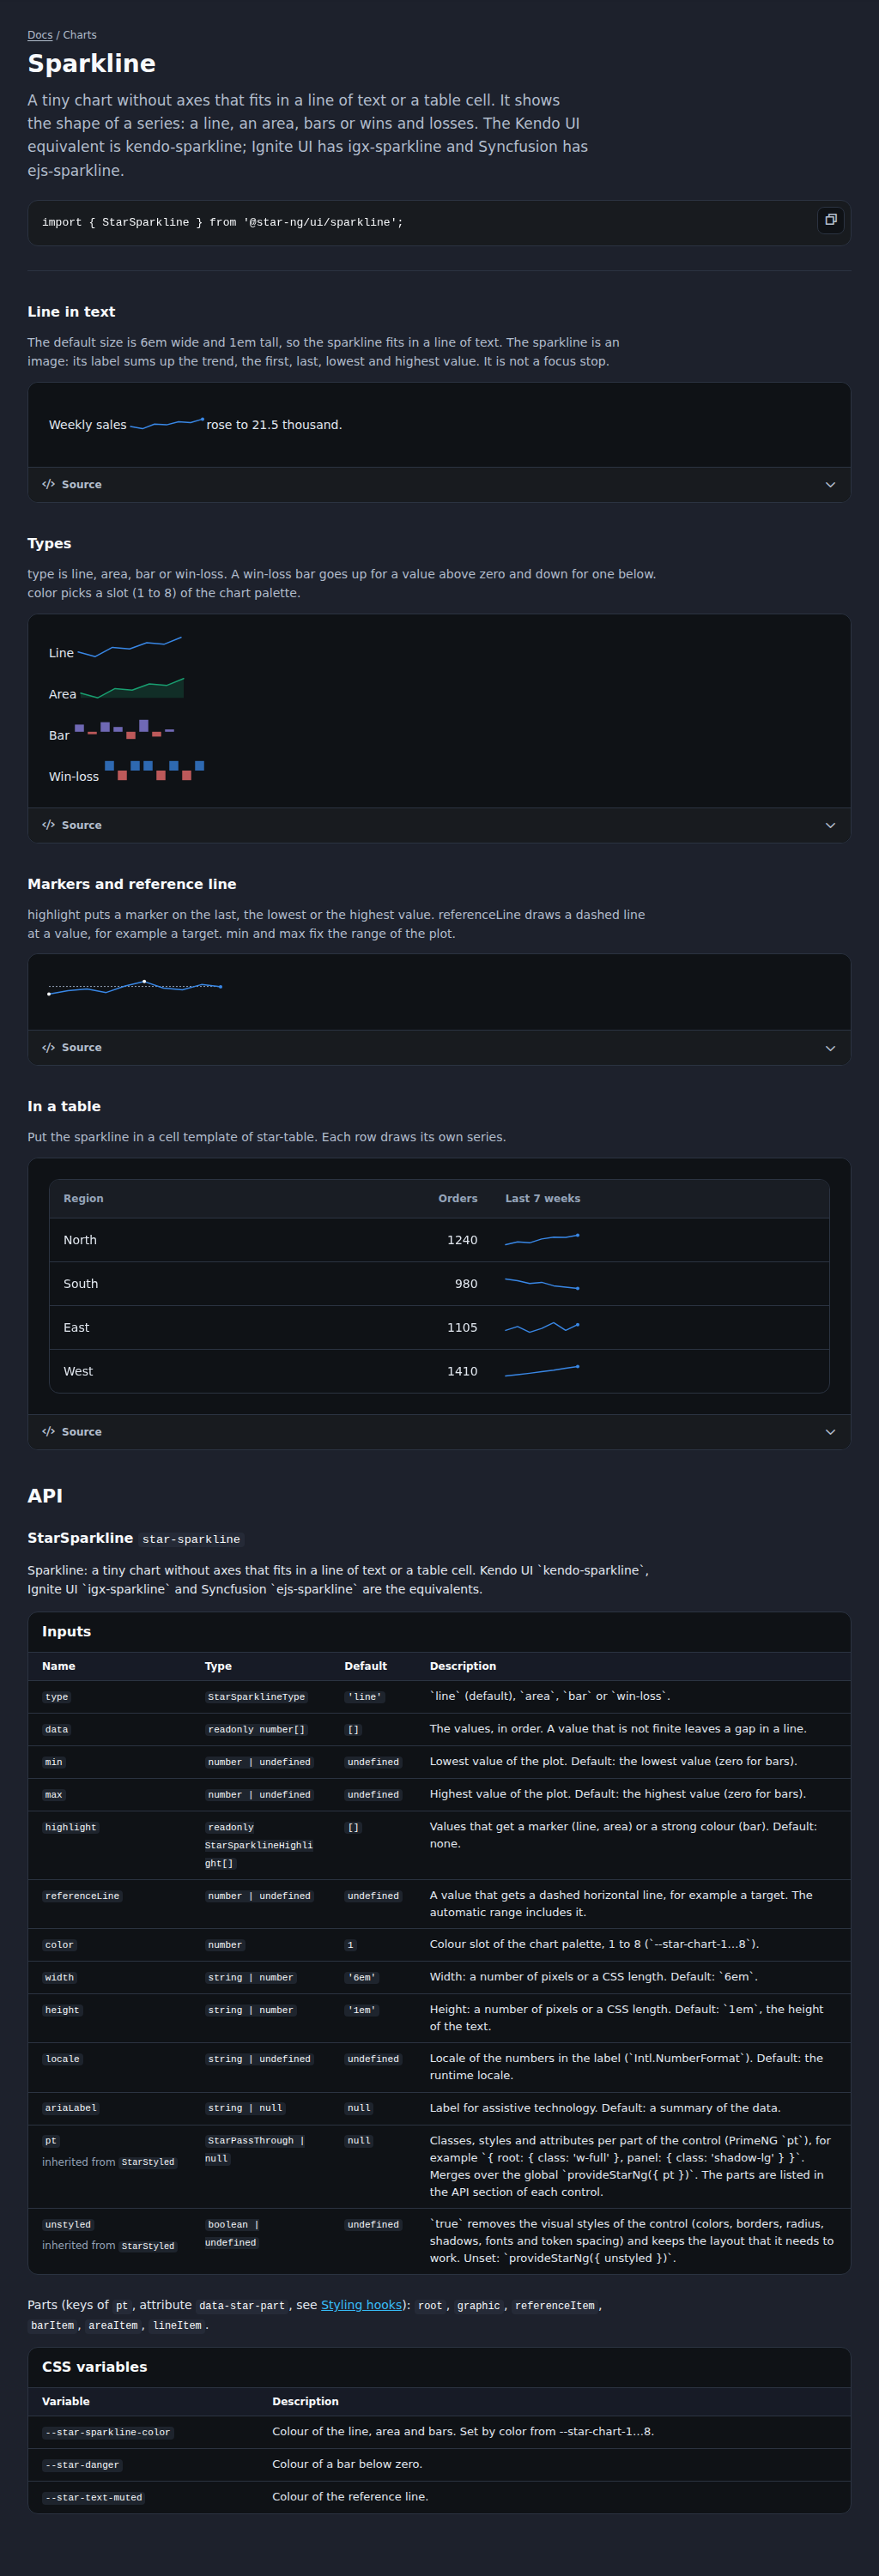 Docs / Charts
Sparkline
A tiny chart without axes that fits in a line of text or a table cell. It shows
the shape of a series: a line, an area, bars or wins and losses. The Kendo UI
equivalent is kendo-sparkline; Ignite UI has igx-sparkline and Syncfusion has
ejs-sparkline.
import { StarSparkline } from '@star-ng/ui/sparkline';
Line in text
The default size is 6em wide and 1em tall, so the sparkline fits in a line of text. The sparkline is an
image: its label sums up the trend, the first, last, lowest and highest value. It is not a focus stop.
Weekly sales rose to 21.5 thousand.
Source
Types
type is line, area, bar or win-loss. A win-loss bar goes up for a value above zero and down for one below.
color picks a slot (1 to 8) of the chart palette.
Line
Area
Bar
Win-loss
Source
Markers and reference line
highlight puts a marker on the last, the lowest or the highest value. referenceLine draws a dashed line
at a value, for example a target. min and max fix the range of the plot.
Source
In a table
Put the sparkline in a cell template of star-table. Each row draws its own series.
Region Orders Last 7 weeks
North 1240
South 980
East 1105
West 1410
Source
API
StarSparkline star-sparkline
Sparkline: a tiny chart without axes that fits in a line of text or a table cell. Kendo UI `kendo-sparkline`,
Ignite UI `igx-sparkline` and Syncfusion `ejs-sparkline` are the equivalents.
Inputs
Name Type Default Description
type StarSparklineType 'line' `line` (default), `area`, `bar` or `win-loss`.
data readonly number[] [] The values, in order. A value that is not finite leaves a gap in a line.
min number | undefined undefined Lowest value of the plot. Default: the lowest value (zero for bars).
max number | undefined undefined Highest value of the plot. Default: the highest value (zero for bars).
highlight readonly [] Values that get a marker (line, area) or a strong colour (bar). Default:
StarSparklineHighli none.
ght[]
referenceLine number | undefined undefined A value that gets a dashed horizontal line, for example a target. The
automatic range includes it.
color number 1 Colour slot of the chart palette, 1 to 8 (`--star-chart-1…8`).
width string | number '6em' Width: a number of pixels or a CSS length. Default: `6em`.
height string | number '1em' Height: a number of pixels or a CSS length. Default: `1em`, the height
of the text.
locale string | undefined undefined Locale of the numbers in the label (`Intl.NumberFormat`). Default: the
runtime locale.
ariaLabel string | null null Label for assistive technology. Default: a summary of the data.
pt StarPassThrough | null Classes, styles and attributes per part of the control (PrimeNG `pt`), for
inherited from StarStyled null example `{ root: { class: 'w-full' }, panel: { class: 'shadow-lg' } }`.
Merges over the global `provideStarNg({ pt })`. The parts are listed in
the API section of each control.
unstyled boolean | undefined `true` removes the visual styles of the control (colors, borders, radius,
inherited from StarStyled undefined shadows, fonts and token spacing) and keeps the layout that it needs to
work. Unset: `provideStarNg({ unstyled })`.
Parts (keys of pt, attribute data-star-part, see Styling hooks): root, graphic, referenceItem,
barItem, areaItem, lineItem.
CSS variables
Variable Description
--star-sparkline-color Colour of the line, area and bars. Set by color from --star-chart-1…8.
--star-danger Colour of a bar below zero.
--star-text-muted Colour of the reference line.